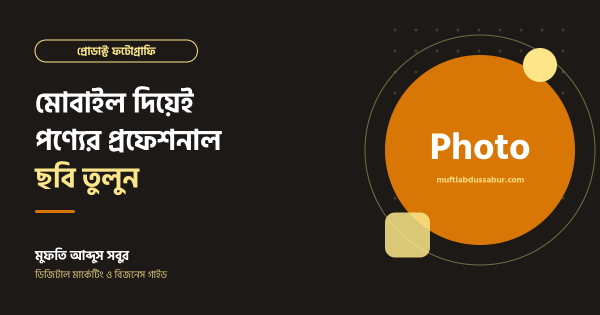 প্রোডাক্ট ফটোগ্রাফি
মোবাইল দিয়েই
পণ্যের প্রফেশনাল
ছবি তুলুন
মুফতি আব্দুস সবুর
ডিজিটাল মার্কেটিং ও বিজনেস গাইড
Photo
muftiabdussabur.com